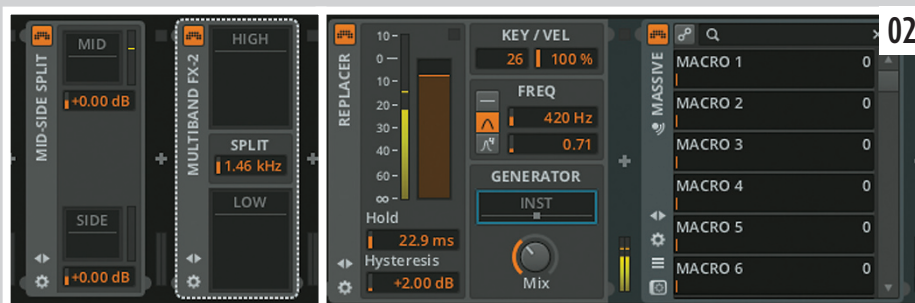 02
MID-SIDE SPLIT
MID
+0.00 dB
SIDE
+0.00 dB
MULTIBAND FX-2
HIGH
SPLIT
1.46 kHz
LOW
REPLACER
10
0
10
20
30
40
60
∞
Hold
22.9 ms
Hysteresis
+2.00 dB
KEY / VEL
26 100 %
FREQ
420 Hz
0.71
GENERATOR
INST
Mix
MASSIVE
MACRO 1 0
MACRO 2 0
MACRO 3 0
MACRO 4 0
MACRO 5 0
MACRO 6 0